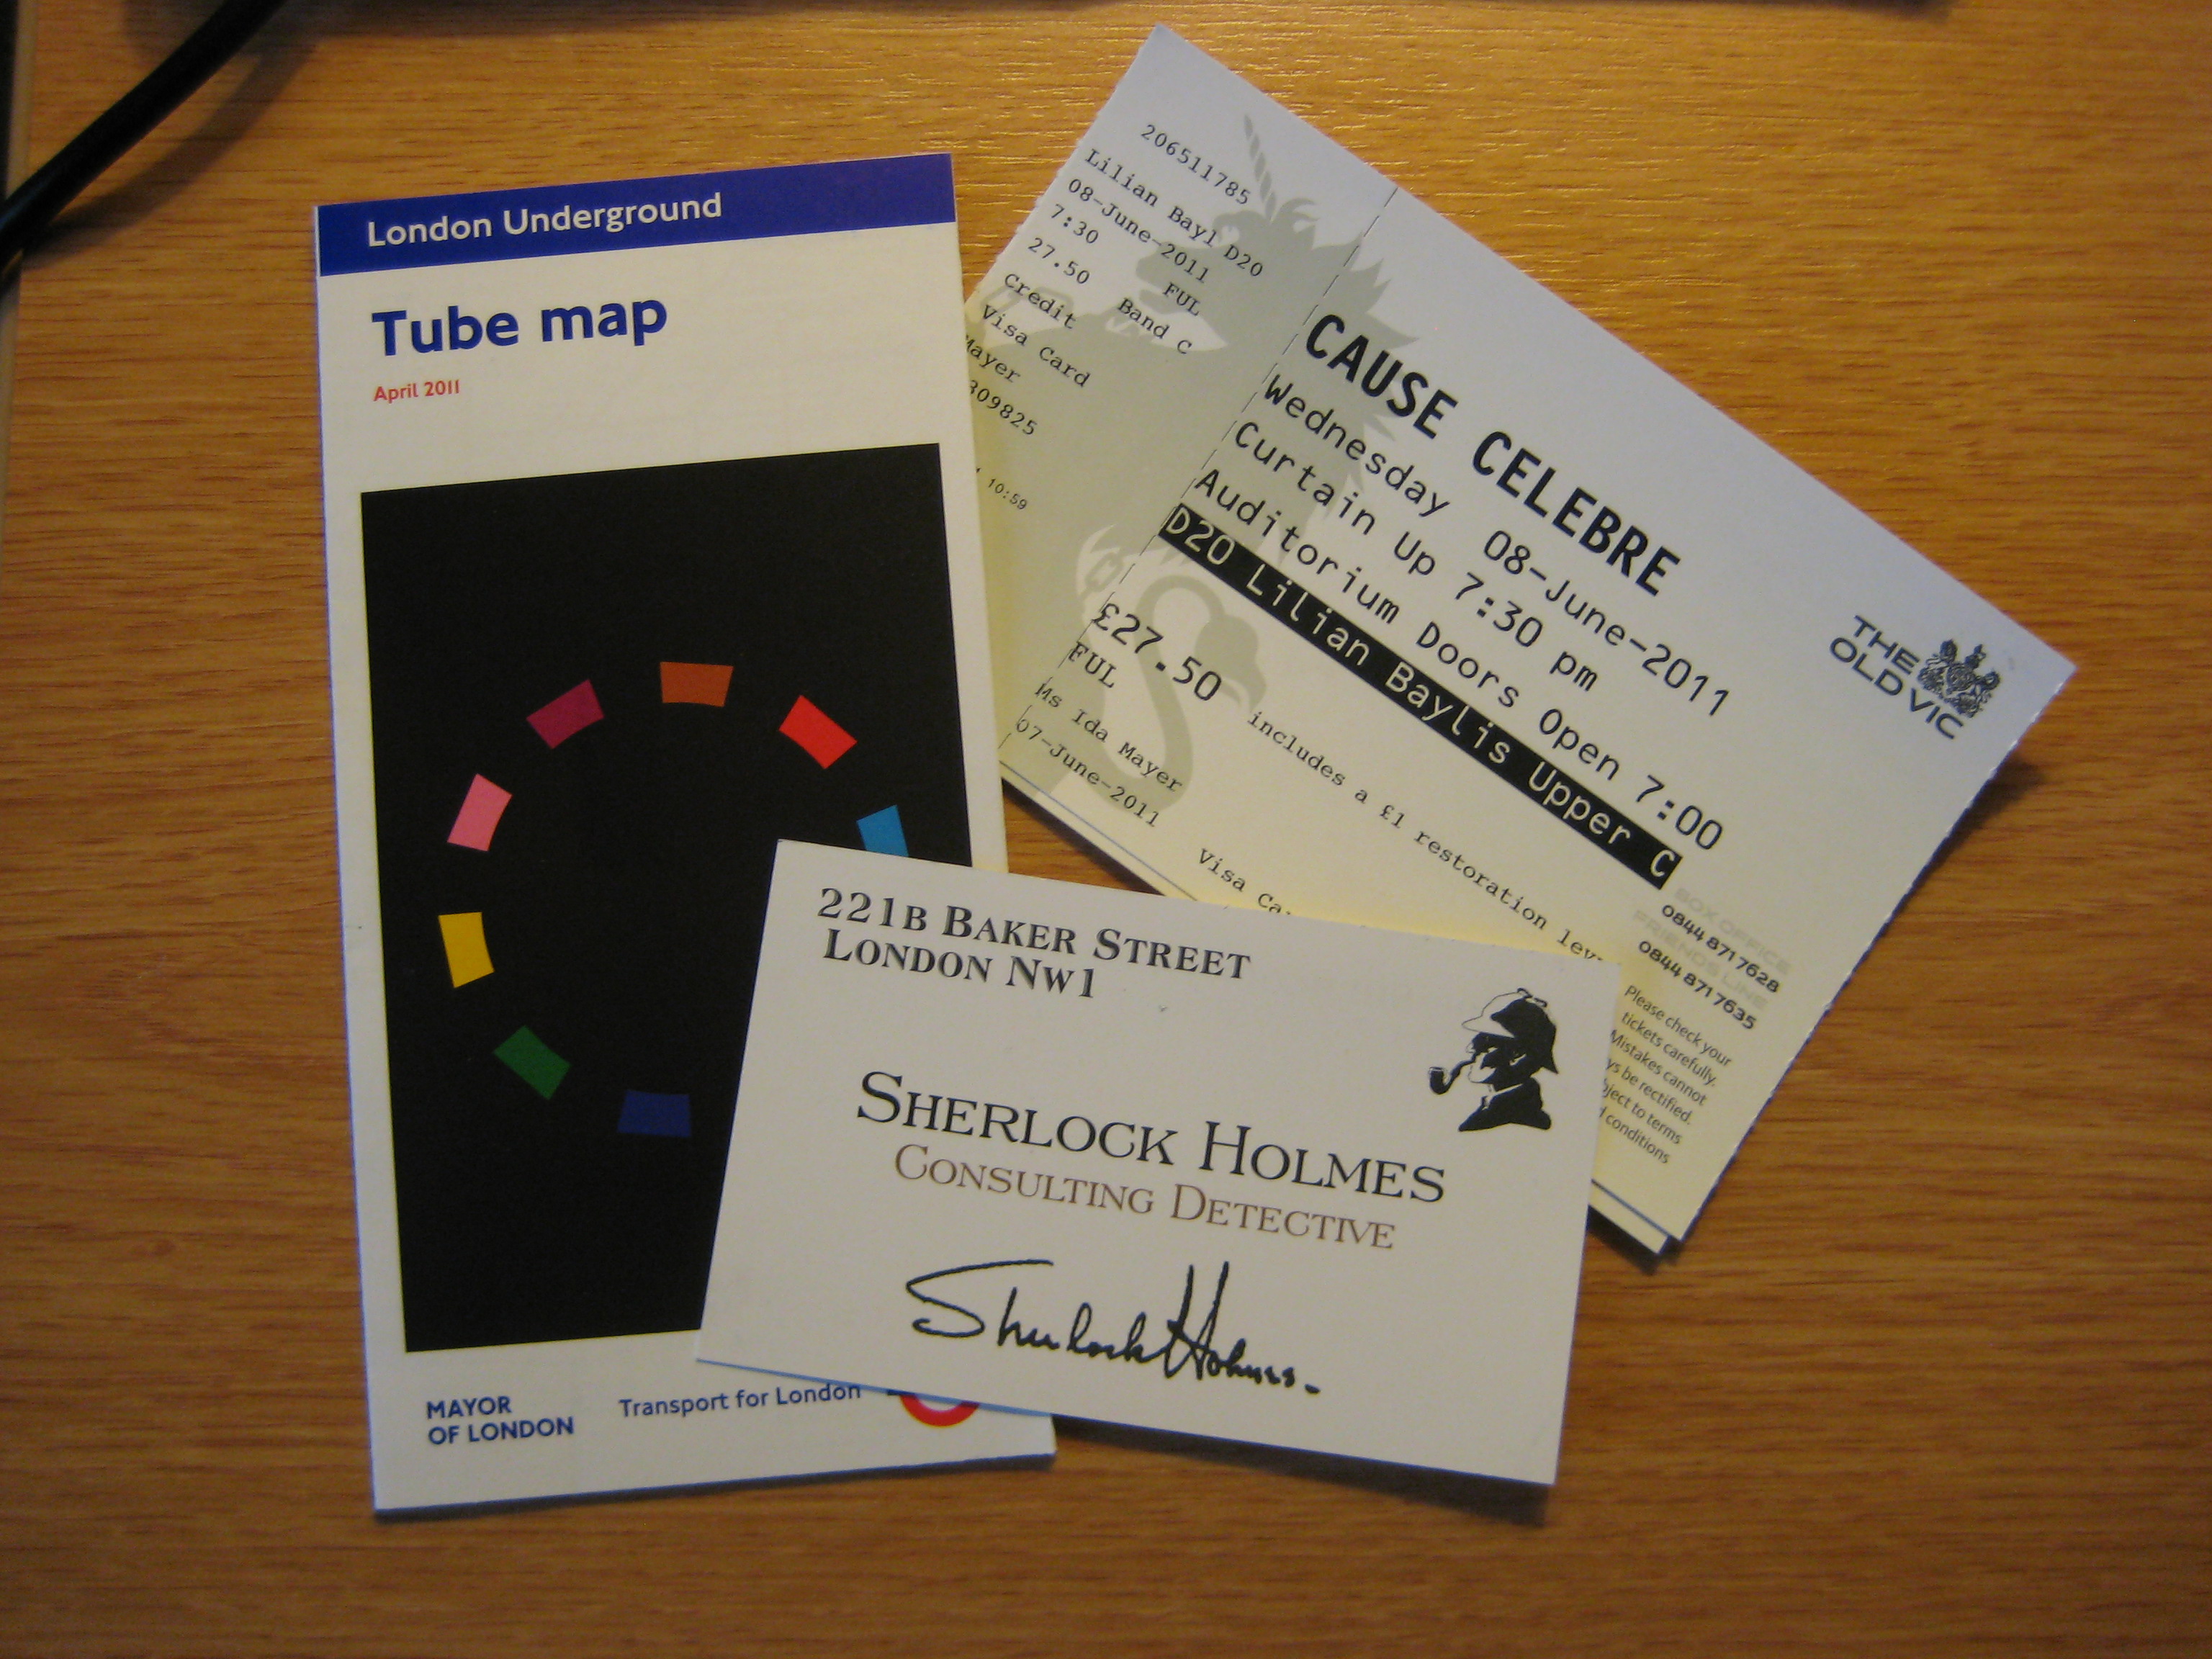 London Underground
Tube map
April 2011
MAYOR
OF LONDON
Transport for London
206511785
Lilian Bayl D20
08-June-2011
7:30 FUL
27.50 Band C
Credit
Visa Card
Mayer
309825
10:59
CAUSE CELEBRE
Wednesday 08-June-2011
Curtain Up 7:30 pm
Auditorium Doors Open 7:00
D20 Lilian Baylis Upper C
£27.50 includes a £1 restoration lev
FUL
Ms Ida Mayer
07-June-2011
Visa Ca
THE
OLD VIC
BOX OFFICE
0844 871 7628
FRIENDS LINE
0844 871 7635
Please check your
tickets carefully.
Mistakes cannot
ys be rectified.
bject to terms
conditions
221B BAKER STREET
LONDON NW1
SHERLOCK HOLMES
CONSULTING DETECTIVE
Sherlock Holmes.